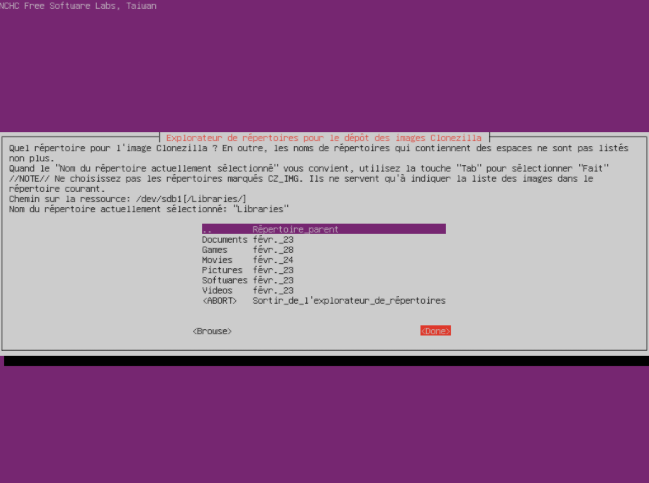 NCHC Free Software Labs, Taiwan
Explorateur de répertoires pour le dépôt des images Clonezilla
Quel répertoire pour l'image Clonezilla ? En outre, les noms de répertoires qui contiennent des espaces ne sont pas listés
non plus.
Quand le "Nom du répertoire actuellement sélectionné" vous convient, utilisez la touche "Tab" pour sélectionner "Fait"
//NOTE// Ne choisissez pas les répertoires marqués CZ_IMG. Ils ne servent qu'à indiquer la liste des images dans le
répertoire courant.
Chemin sur la ressource: /dev/sdb1[/Libraries/]
Nom du répertoire actuellement sélectionné: "Libraries"
.. Répertoire_parent
Documents févr._23
Games févr._28
Movies févr._24
Pictures févr._23
Softwares févr._23
Videos févr._23
<ABORT> Sortir_de_l'explorateur_de_répertoires
<Browse> <Done>